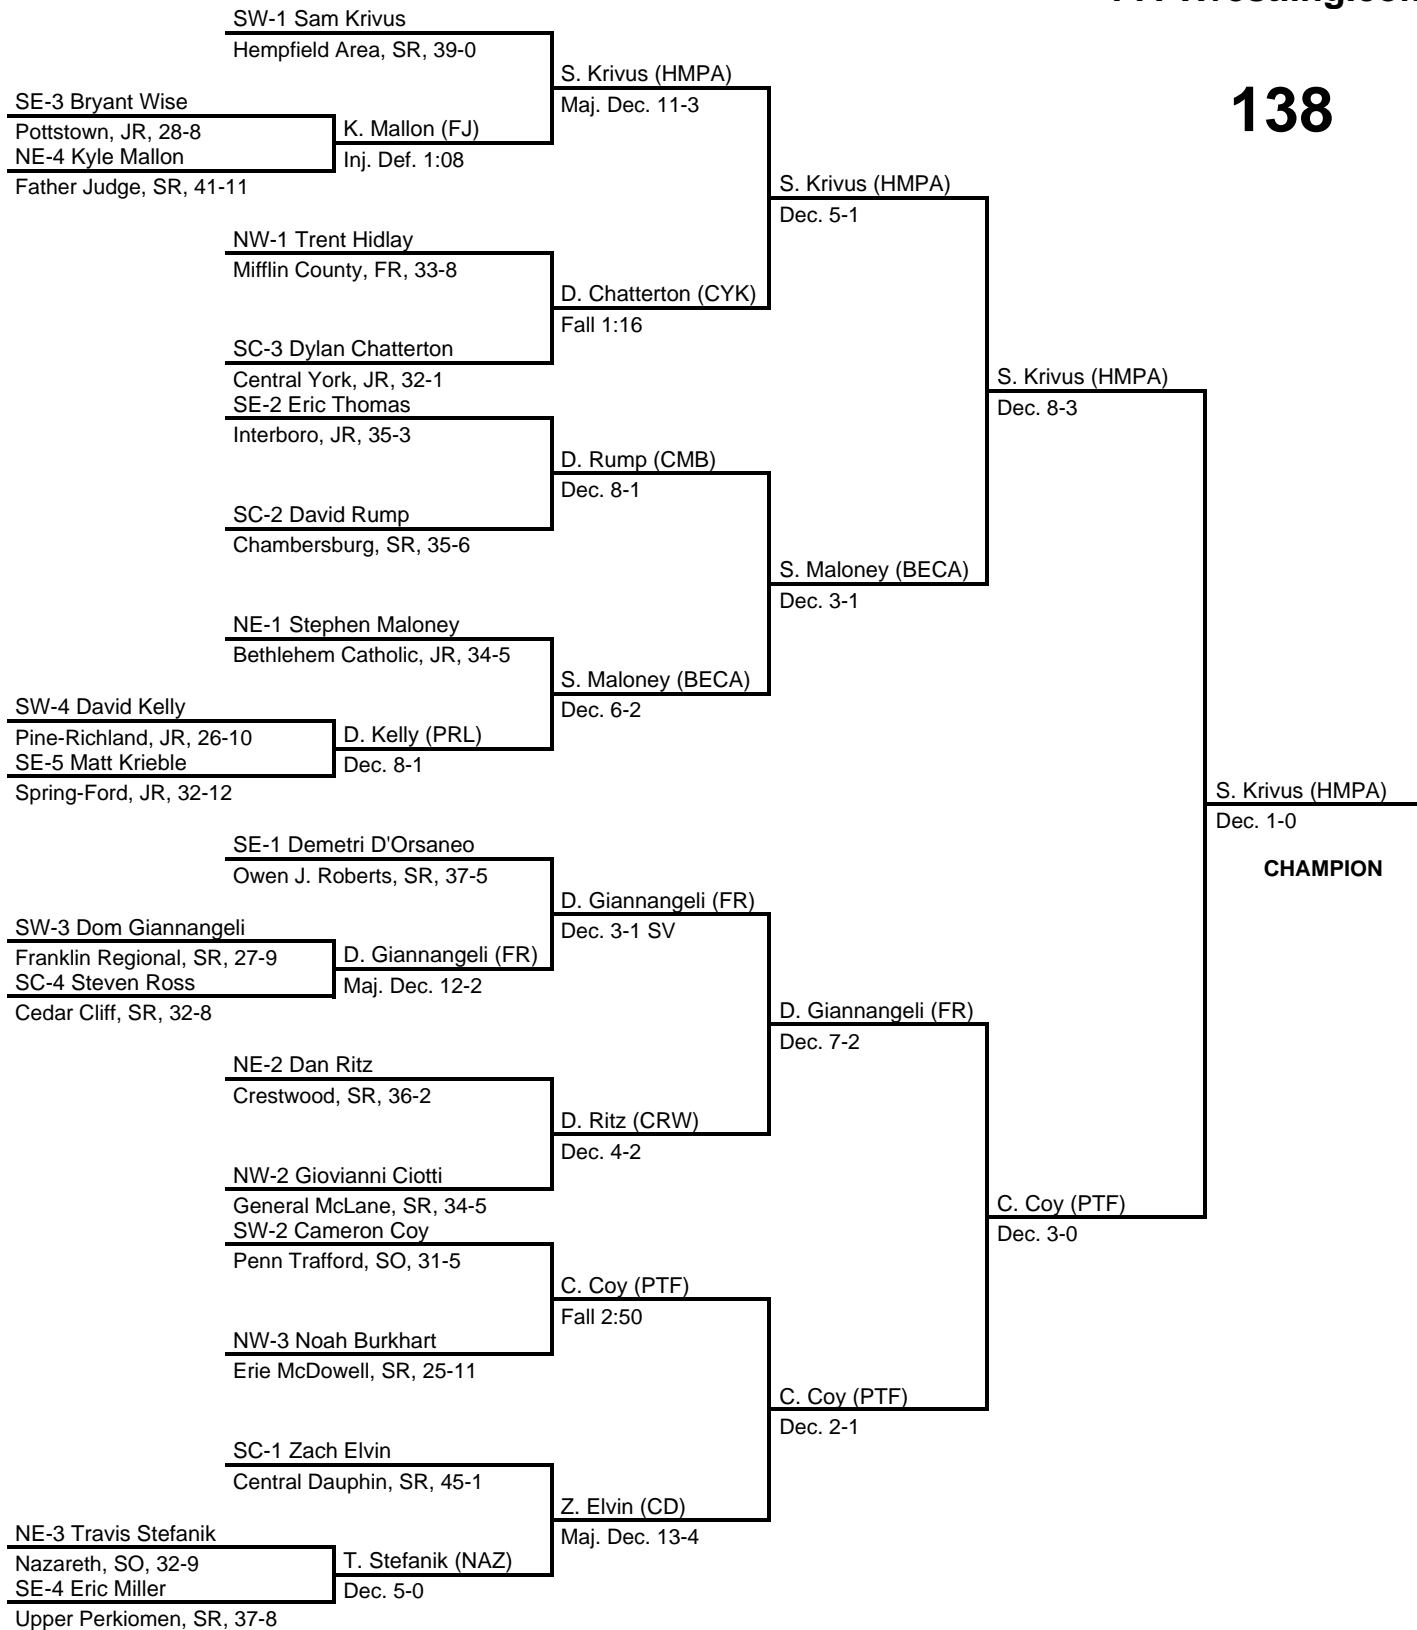 SW-1 Sam Krivus
Hempfield Area, SR, 39-0
138
S. Krivus (HMPA)
Maj. Dec. 11-3
SE-3 Bryant Wise
Pottstown, JR, 28-8
NE-4 Kyle Mallon
Father Judge, SR, 41-11
K. Mallon (FJ)
Inj. Def. 1:08
S. Krivus (HMPA)
Dec. 5-1
NW-1 Trent Hidlay
Mifflin County, FR, 33-8
D. Chatterton (CYK)
Fall 1:16
SC-3 Dylan Chatterton
Central York, JR, 32-1
S. Krivus (HMPA)
Dec. 8-3
SE-2 Eric Thomas
Interboro, JR, 35-3
D. Rump (CMB)
Dec. 8-1
SC-2 David Rump
Chambersburg, SR, 35-6
S. Maloney (BECA)
Dec. 3-1
NE-1 Stephen Maloney
Bethlehem Catholic, JR, 34-5
S. Maloney (BECA)
Dec. 6-2
SW-4 David Kelly
Pine-Richland, JR, 26-10
SE-5 Matt Krieble
Spring-Ford, JR, 32-12
D. Kelly (PRL)
Dec. 8-1
S. Krivus (HMPA)
Dec. 1-0
CHAMPION
SE-1 Demetri D'Orsaneo
Owen J. Roberts, SR, 37-5
D. Giannangeli (FR)
Dec. 3-1 SV
SW-3 Dom Giannangeli
Franklin Regional, SR, 27-9
SC-4 Steven Ross
Cedar Cliff, SR, 32-8
D. Giannangeli (FR)
Maj. Dec. 12-2
D. Giannangeli (FR)
Dec. 7-2
NE-2 Dan Ritz
Crestwood, SR, 36-2
D. Ritz (CRW)
Dec. 4-2
NW-2 Giovianni Ciotti
General McLane, SR, 34-5
C. Coy (PTF)
Dec. 3-0
SW-2 Cameron Coy
Penn Trafford, SO, 31-5
C. Coy (PTF)
Fall 2:50
NW-3 Noah Burkhart
Erie McDowell, SR, 25-11
C. Coy (PTF)
Dec. 2-1
SC-1 Zach Elvin
Central Dauphin, SR, 45-1
Z. Elvin (CD)
Maj. Dec. 13-4
NE-3 Travis Stefanik
Nazareth, SO, 32-9
SE-4 Eric Miller
Upper Perkiomen, SR, 37-8
T. Stefanik (NAZ)
Dec. 5-0